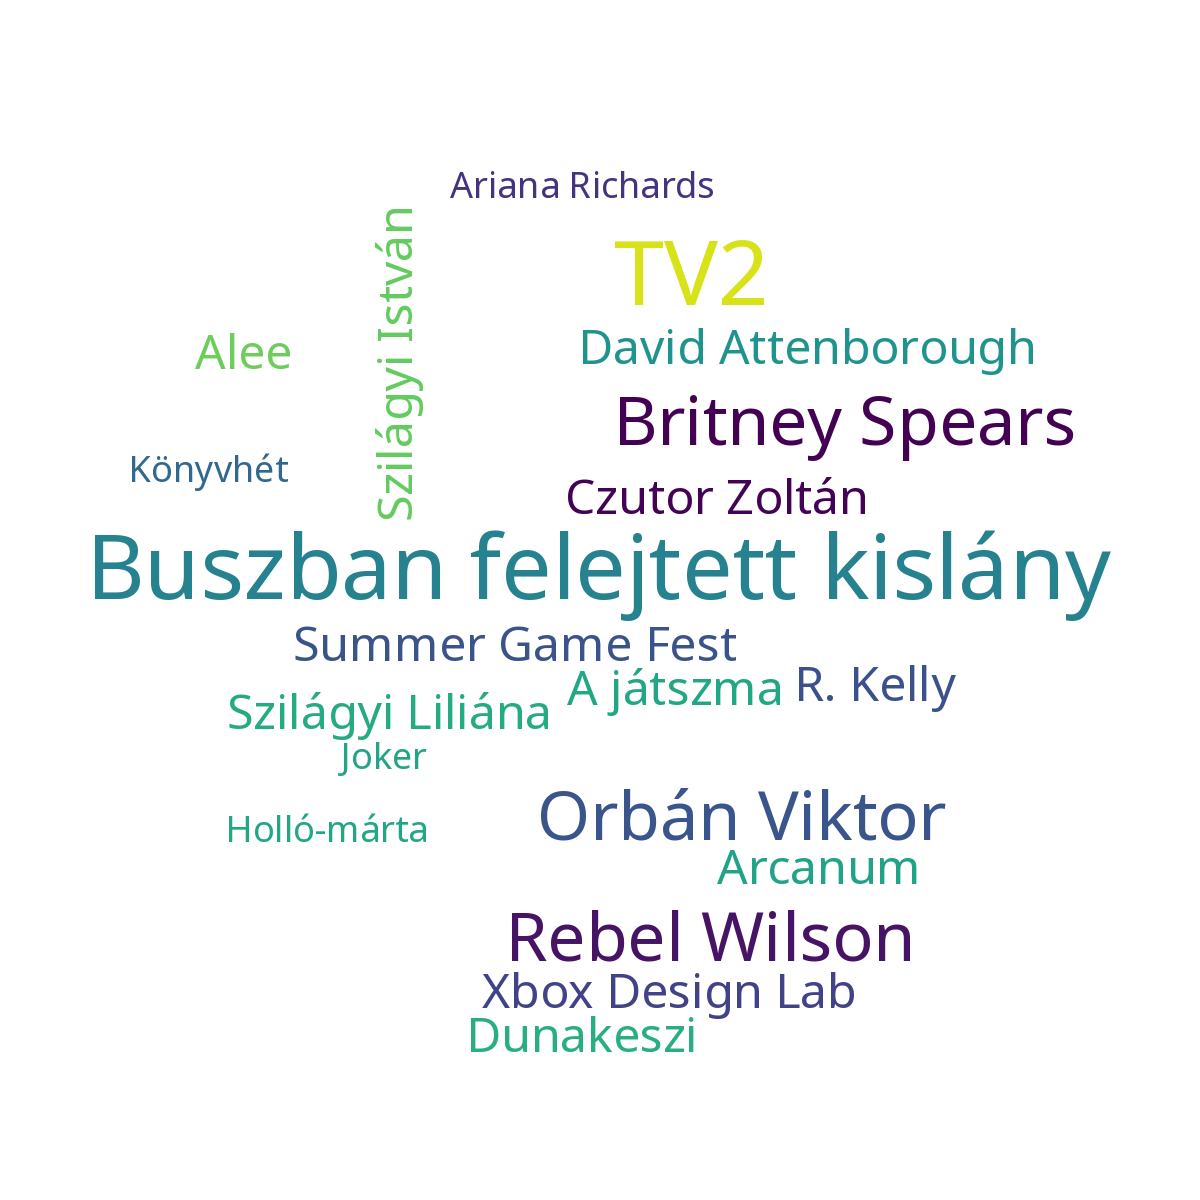 Ariana Richards
Szilágyi István
TV2
Alee
David Attenborough
Britney Spears
Könyvhét
Czutor Zoltán
Buszban felejtett kislány
Summer Game Fest
A játszma
R. Kelly
Szilágyi Liliána
Joker
Orbán Viktor
Holló-márta
Arcanum
Rebel Wilson
Xbox Design Lab
Dunakeszi